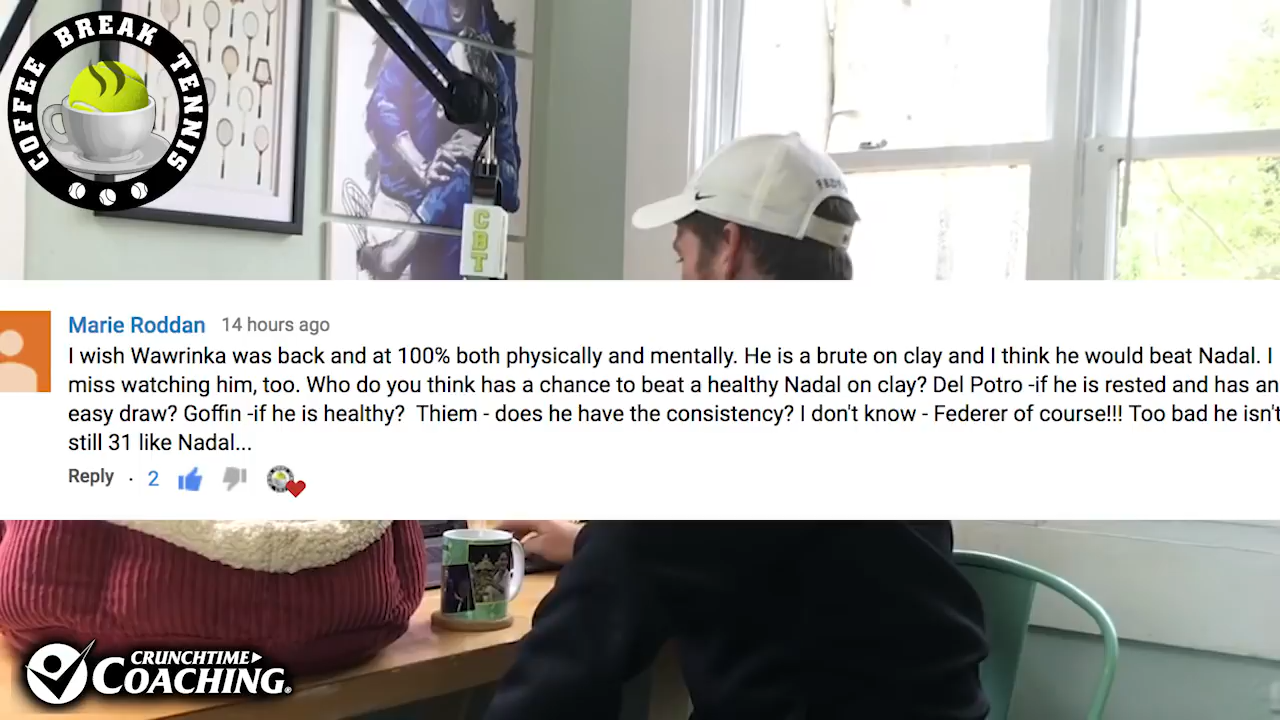 COFFEE BREAK TENNIS
CBT
Marie Roddan 14 hours ago
I wish Wawrinka was back and at 100% both physically and mentally. He is a brute on clay and I think he would beat Nadal. I
miss watching him, too. Who do you think has a chance to beat a healthy Nadal on clay? Del Potro -if he is rested and has an
easy draw? Goffin -if he is healthy? Thiem - does he have the consistency? I don't know - Federer of course!!! Too bad he isn't
still 31 like Nadal...
Reply · 2
CRUNCHTIME
COACHING.